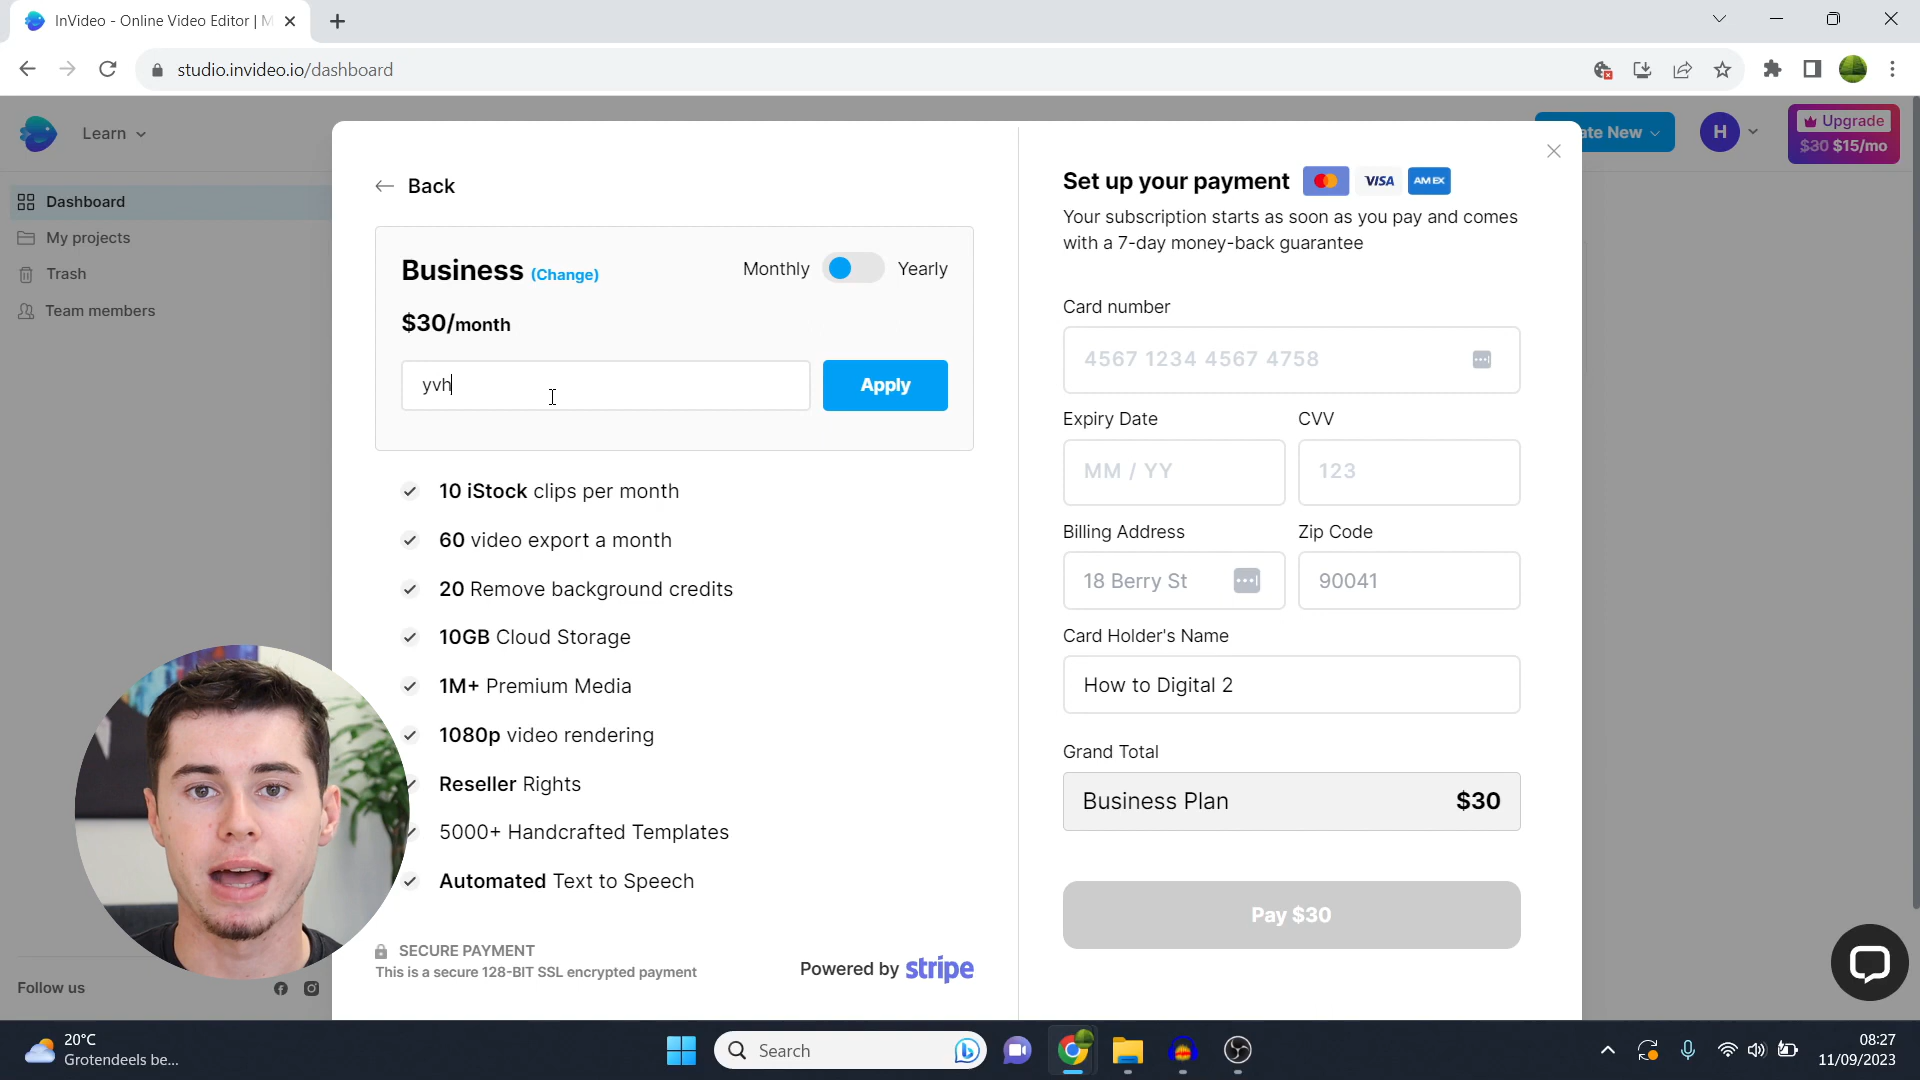 InVideo - Online Video Editor | M
studio.invideo.io/dashboard
Learn
ate New
H
Upgrade
$30 $15/mo
Dashboard
My projects
Trash
Team members
Follow us
Back
Business (Change)
Monthly
Yearly
$30/month
yvh
Apply
10 iStock clips per month
60 video export a month
20 Remove background credits
10GB Cloud Storage
1M+ Premium Media
1080p video rendering
Reseller Rights
5000+ Handcrafted Templates
Automated Text to Speech
SECURE PAYMENT
This is a secure 128-BIT SSL encrypted payment
Powered by stripe
Set up your payment
VISA
AMEX
Your subscription starts as soon as you pay and comes
with a 7-day money-back guarantee
Card number
4567 1234 4567 4758
Expiry Date
CVV
MM / YY
123
Billing Address
Zip Code
18 Berry St
90041
Card Holder's Name
How to Digital 2
Grand Total
Business Plan
$30
Pay $30
20°C
Grotendeels be...
Search
08:27
11/09/2023